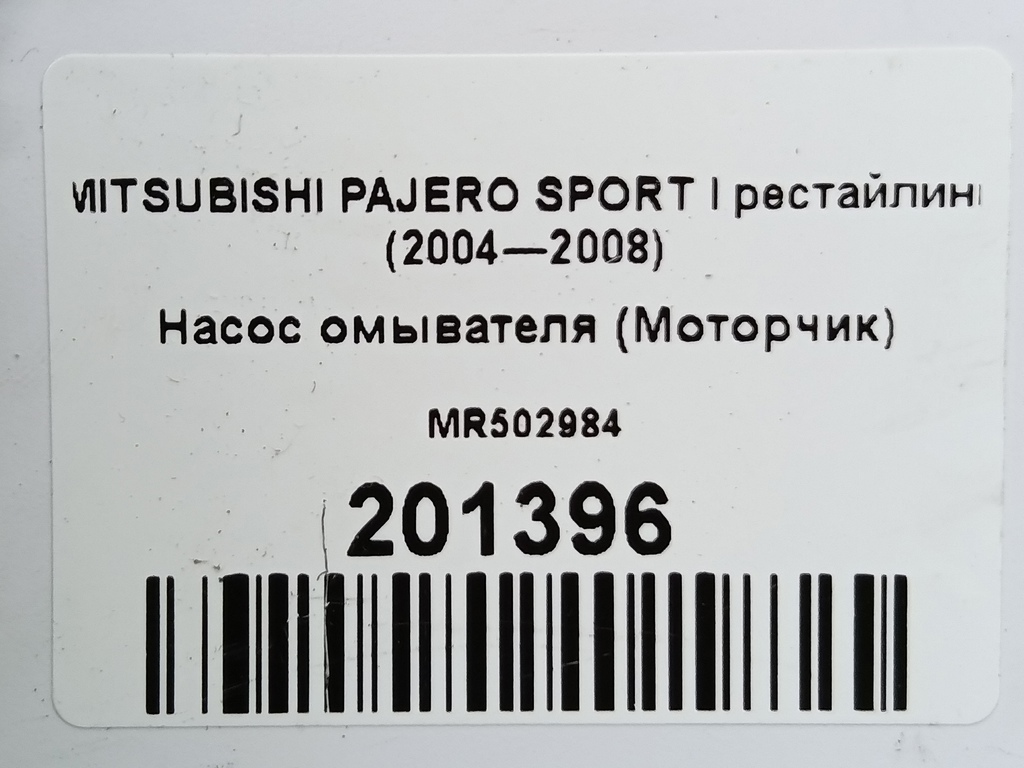 MITSUBISHI PAJERO SPORT I рестайлинг
(2004—2008)
Насос омывателя (Моторчик)
MR502984
201396